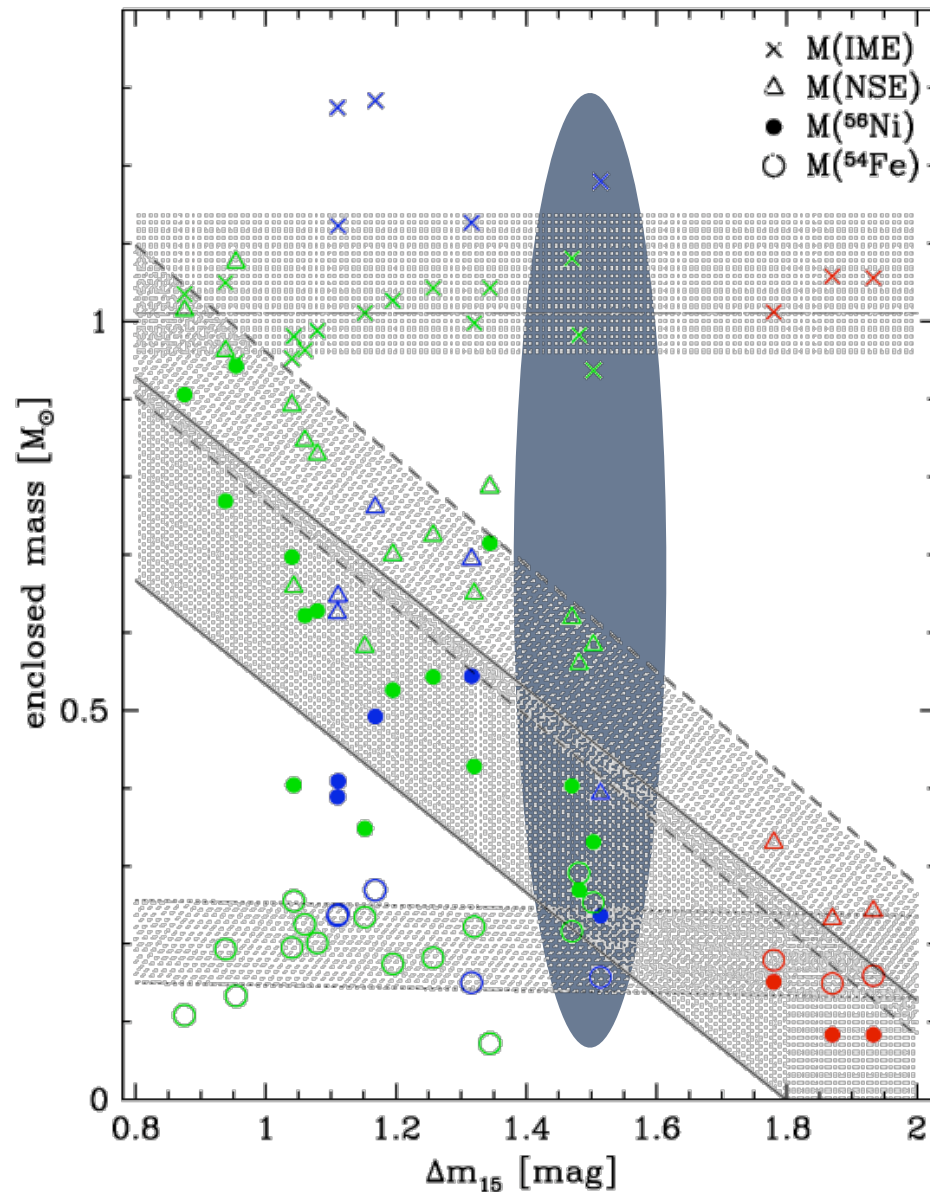 M(IME)
M(NSE)
M(⁵⁶Ni)
M(⁵⁴Fe)
enclosed mass [M☉]
1
0.5
0
0.8
1
1.2
1.4
1.6
1.8
2
Δm₁₅ [mag]